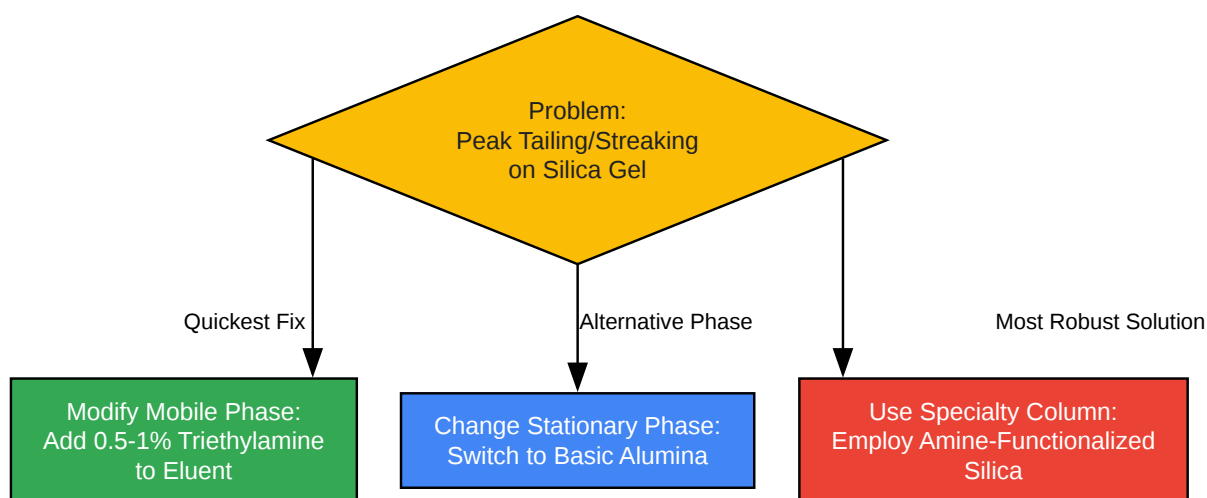 Problem:
Peak Tailing/Streaking
on Silica Gel
Quickest Fix
Alternative Phase
Most Robust Solution
Modify Mobile Phase:
Add 0.5-1% Triethylamine
to Eluent
Change Stationary Phase:
Switch to Basic Alumina
Use Specialty Column:
Employ Amine-Functionalized
Silica